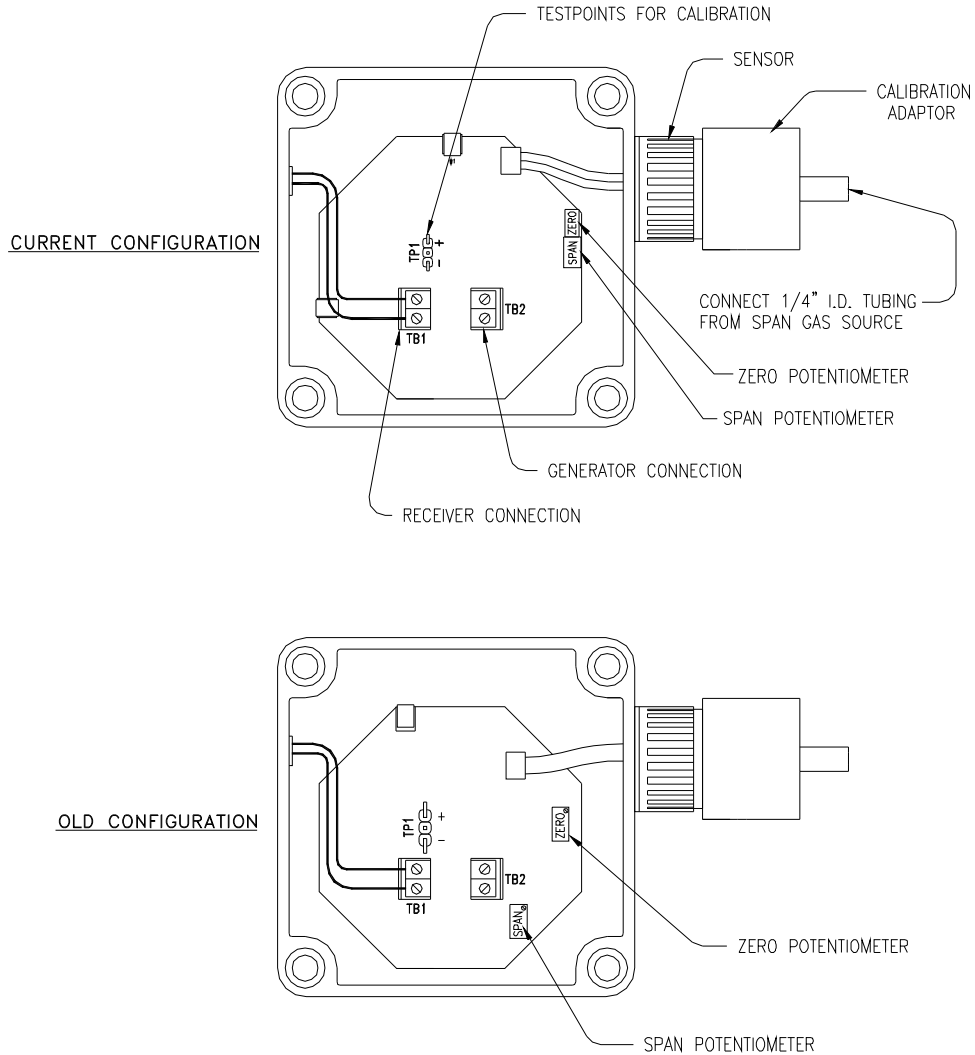 TESTPOINTS FOR CALIBRATION
SENSOR
CALIBRATION
ADAPTOR
CURRENT CONFIGURATION
TP1
+
-
ZERO
SPAN
TB1
TB2
CONNECT 1/4" I.D. TUBING
FROM SPAN GAS SOURCE
ZERO POTENTIOMETER
SPAN POTENTIOMETER
GENERATOR CONNECTION
RECEIVER CONNECTION
OLD CONFIGURATION
TP1
+
-
ZERO
TB1
TB2
SPAN
ZERO POTENTIOMETER
SPAN POTENTIOMETER